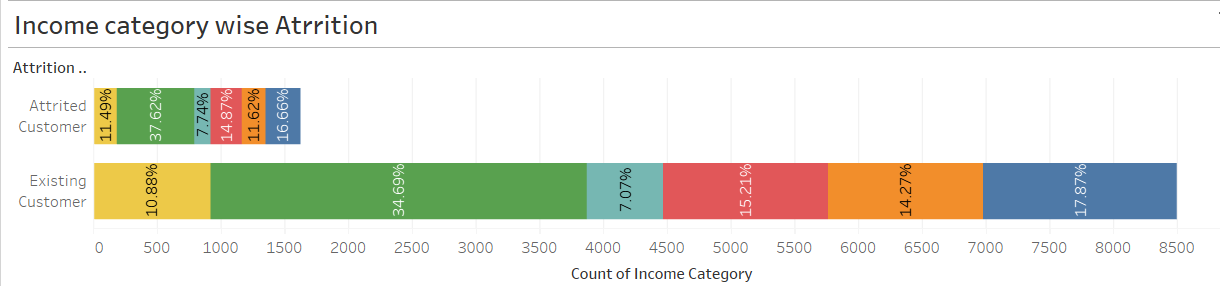 Income category wise Atrrition
Attrition ..
Attrited
Customer
11.49%
37.62%
7.74%
14.87%
11.62%
16.66%
Existing
Customer
10.88%
34.69%
7.07%
15.21%
14.27%
17.87%
0 500 1000 1500 2000 2500 3000 3500 4000 4500 5000 5500 6000 6500 7000 7500 8000 8500
Count of Income Category